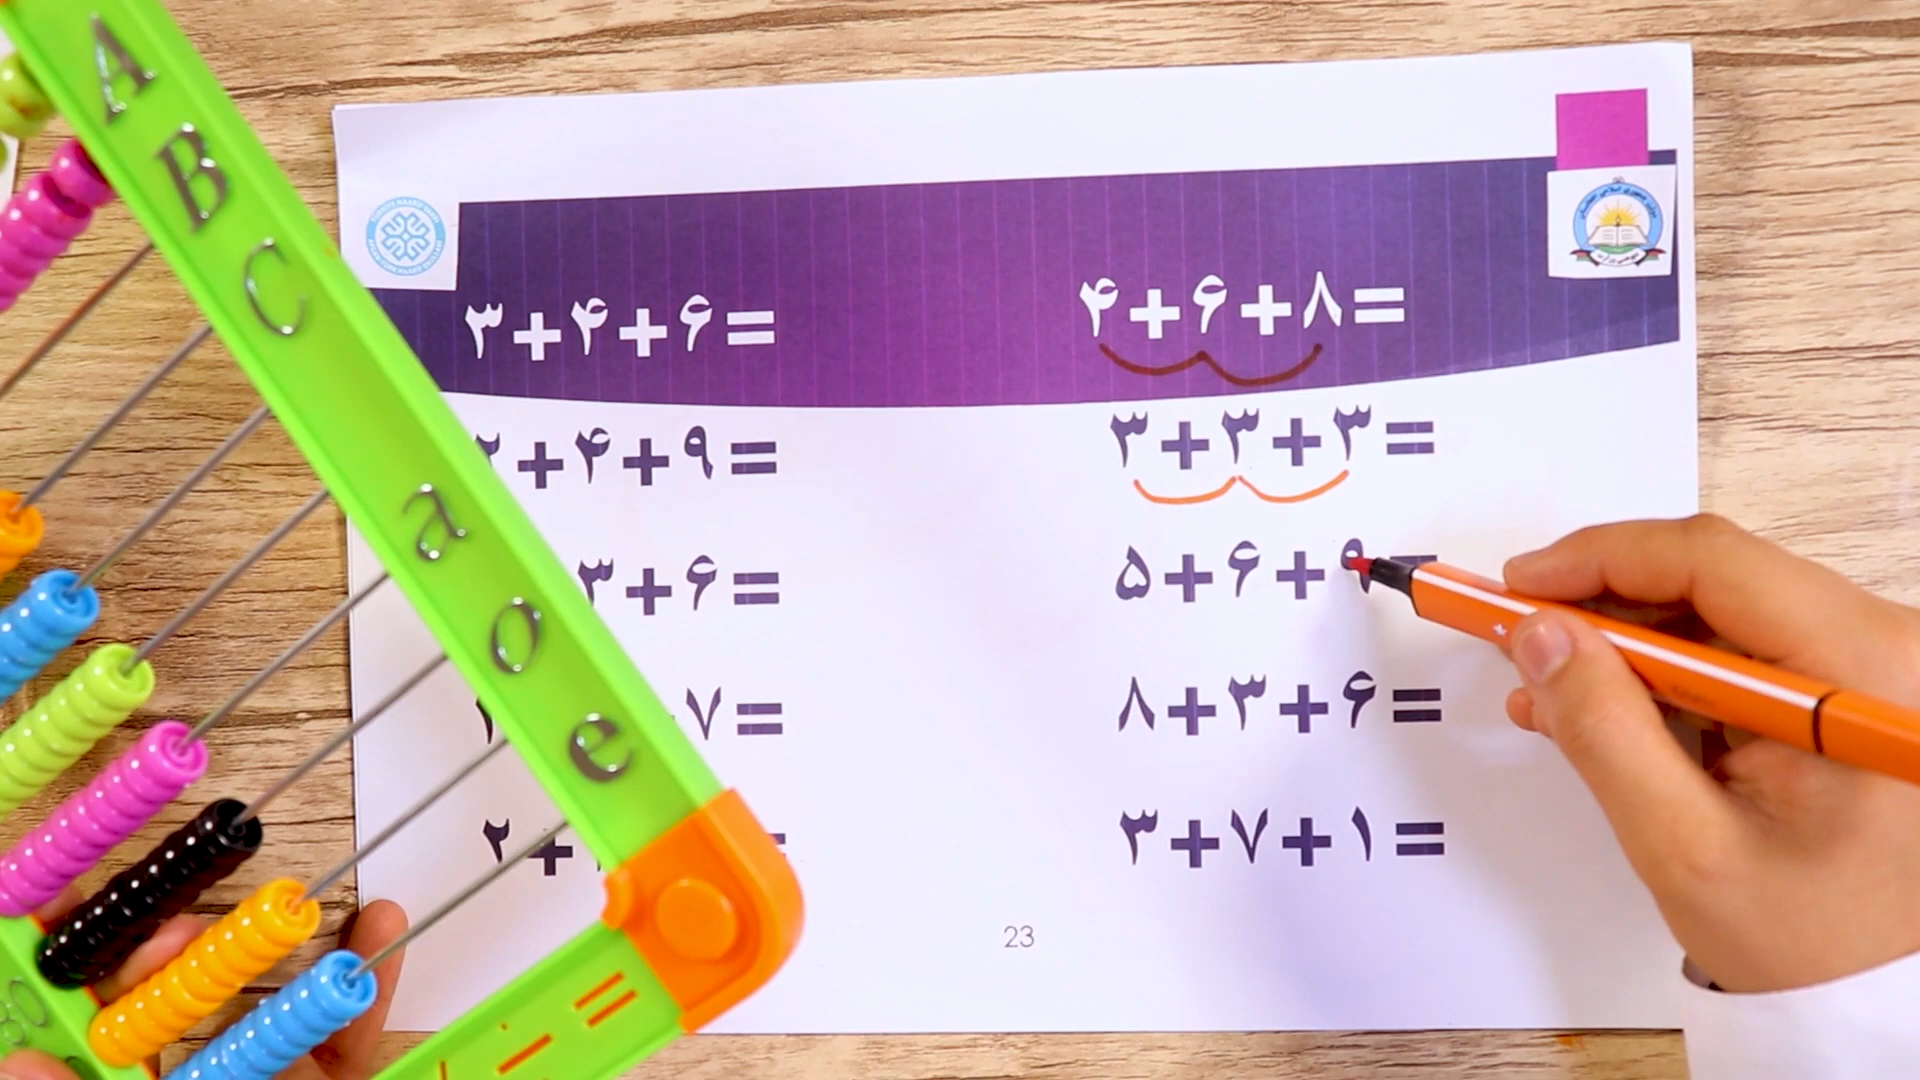 A
B
C
a
o
e
۳+۴+۶=
۴+۶+۸=
+۴+۹=
۳+۳+۳=
۳+۶=
۵+۶+۹=
۷=
۸+۳+۶=
۲+
۳+۷+۱=
23